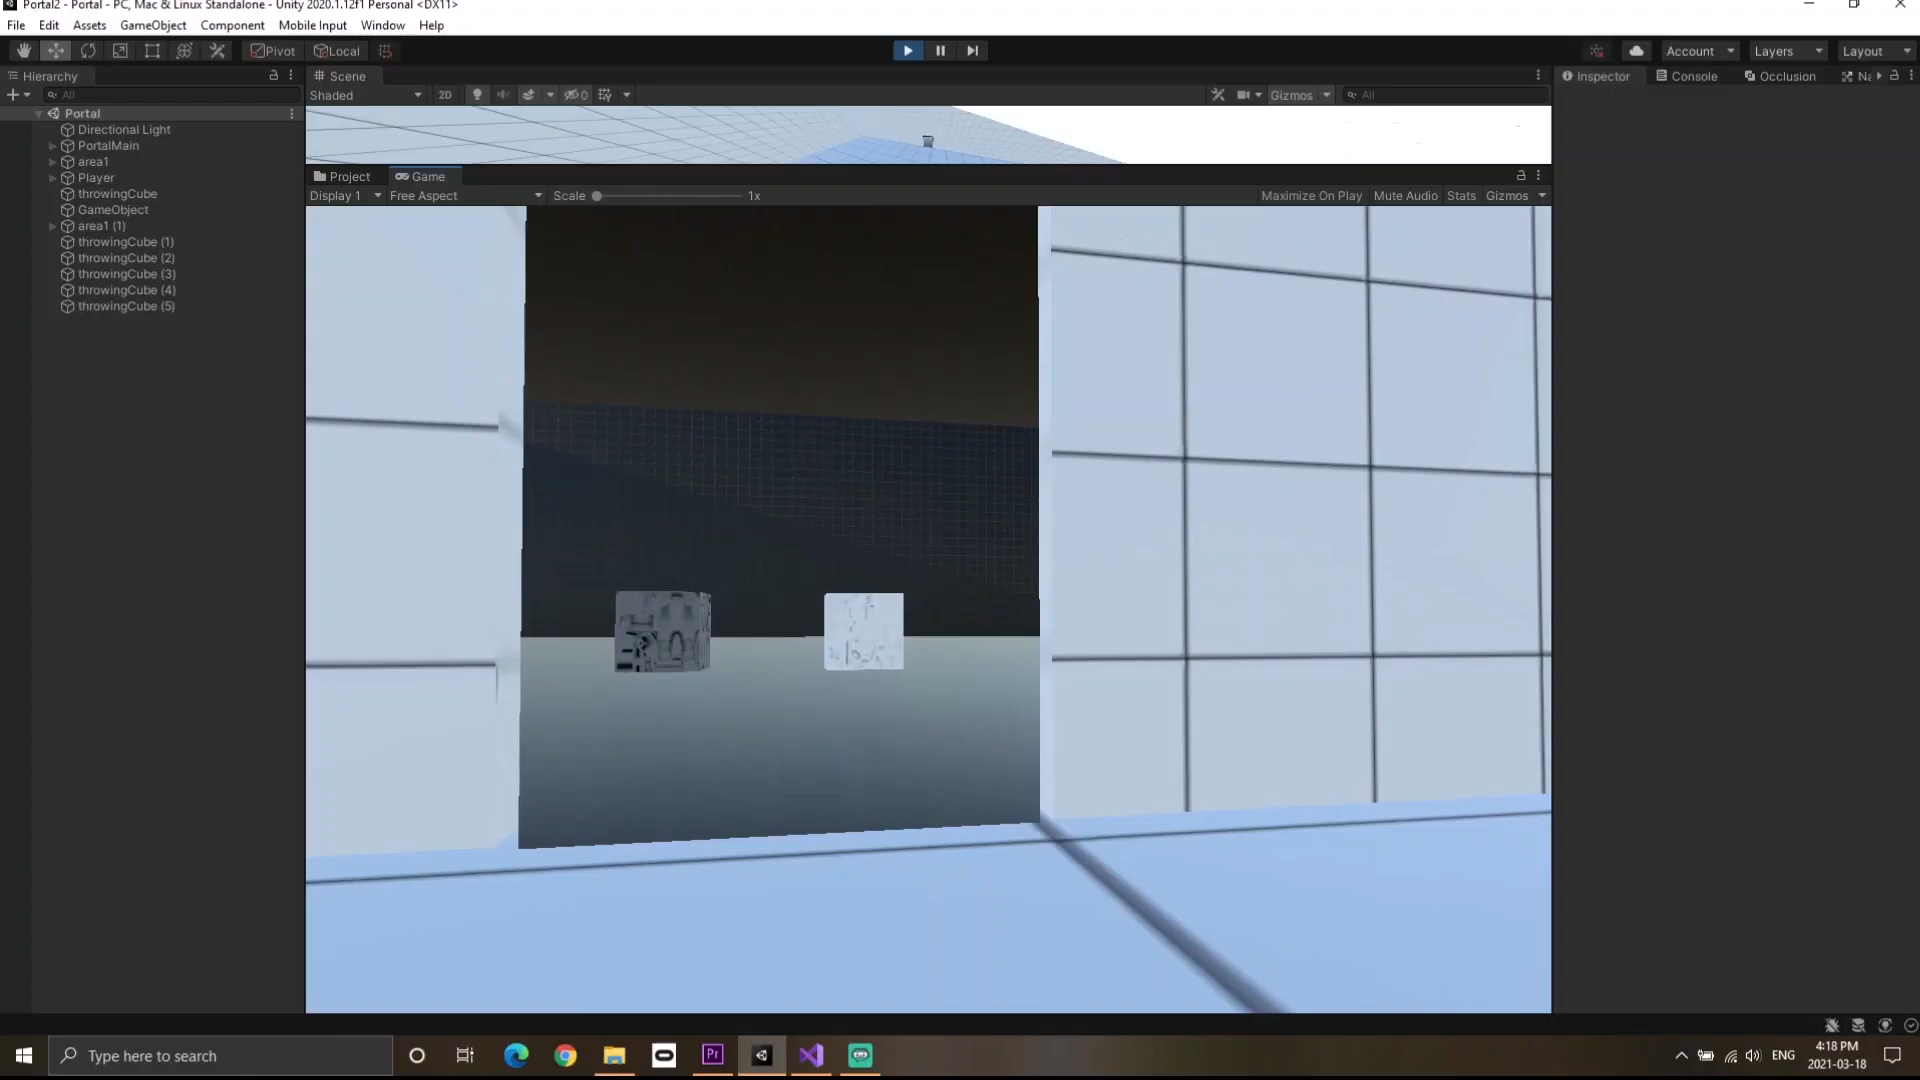 Portal2 - Portal - PC, Mac & Linux Standalone - Unity 2020.1.12f1 Personal <DX11>
File Edit Assets GameObject Component Mobile Input Window Help
Pivot Local Account Layers Layout
Hierarchy Scene Inspector Console Occlusion Na
All Shaded 2D 0 Gizmos All
Portal
Directional Light
PortalMain
area1
Player
throwingCube
GameObject
area1 (1)
throwingCube (1)
throwingCube (2)
throwingCube (3)
throwingCube (4)
throwingCube (5)
Project Game
Display 1 Free Aspect Scale 1x Maximize On Play Mute Audio Stats Gizmos
Type here to search
Pr
ENG
4:18 PM
2021-03-18